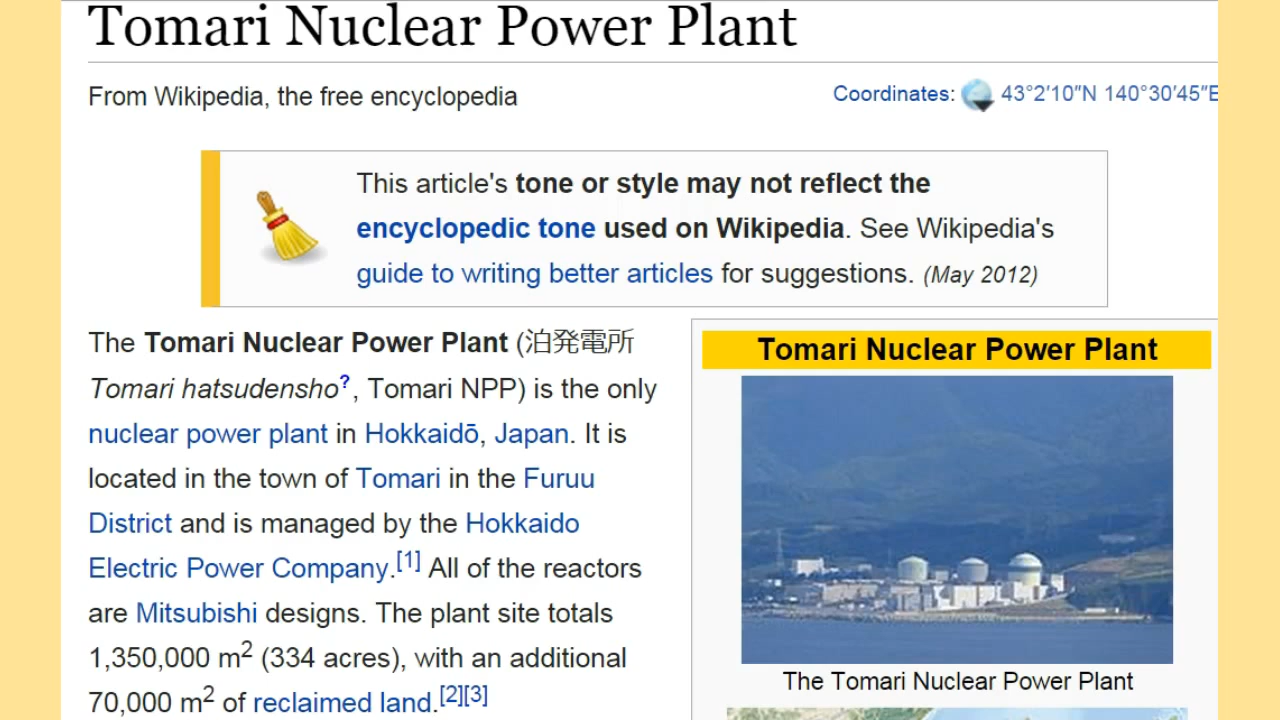 Tomari Nuclear Power Plant
From Wikipedia, the free encyclopedia
Coordinates: 43°2′10″N 140°30′45″E
This article's tone or style may not reflect the
encyclopedic tone used on Wikipedia. See Wikipedia's
guide to writing better articles for suggestions. (May 2012)
The Tomari Nuclear Power Plant (泊発電所
Tomari hatsudensho?, Tomari NPP) is the only
nuclear power plant in Hokkaidō, Japan. It is
located in the town of Tomari in the Furuu
District and is managed by the Hokkaido
Electric Power Company.[1] All of the reactors
are Mitsubishi designs. The plant site totals
1,350,000 m2 (334 acres), with an additional
70,000 m2 of reclaimed land.[2][3]
Tomari Nuclear Power Plant
The Tomari Nuclear Power Plant